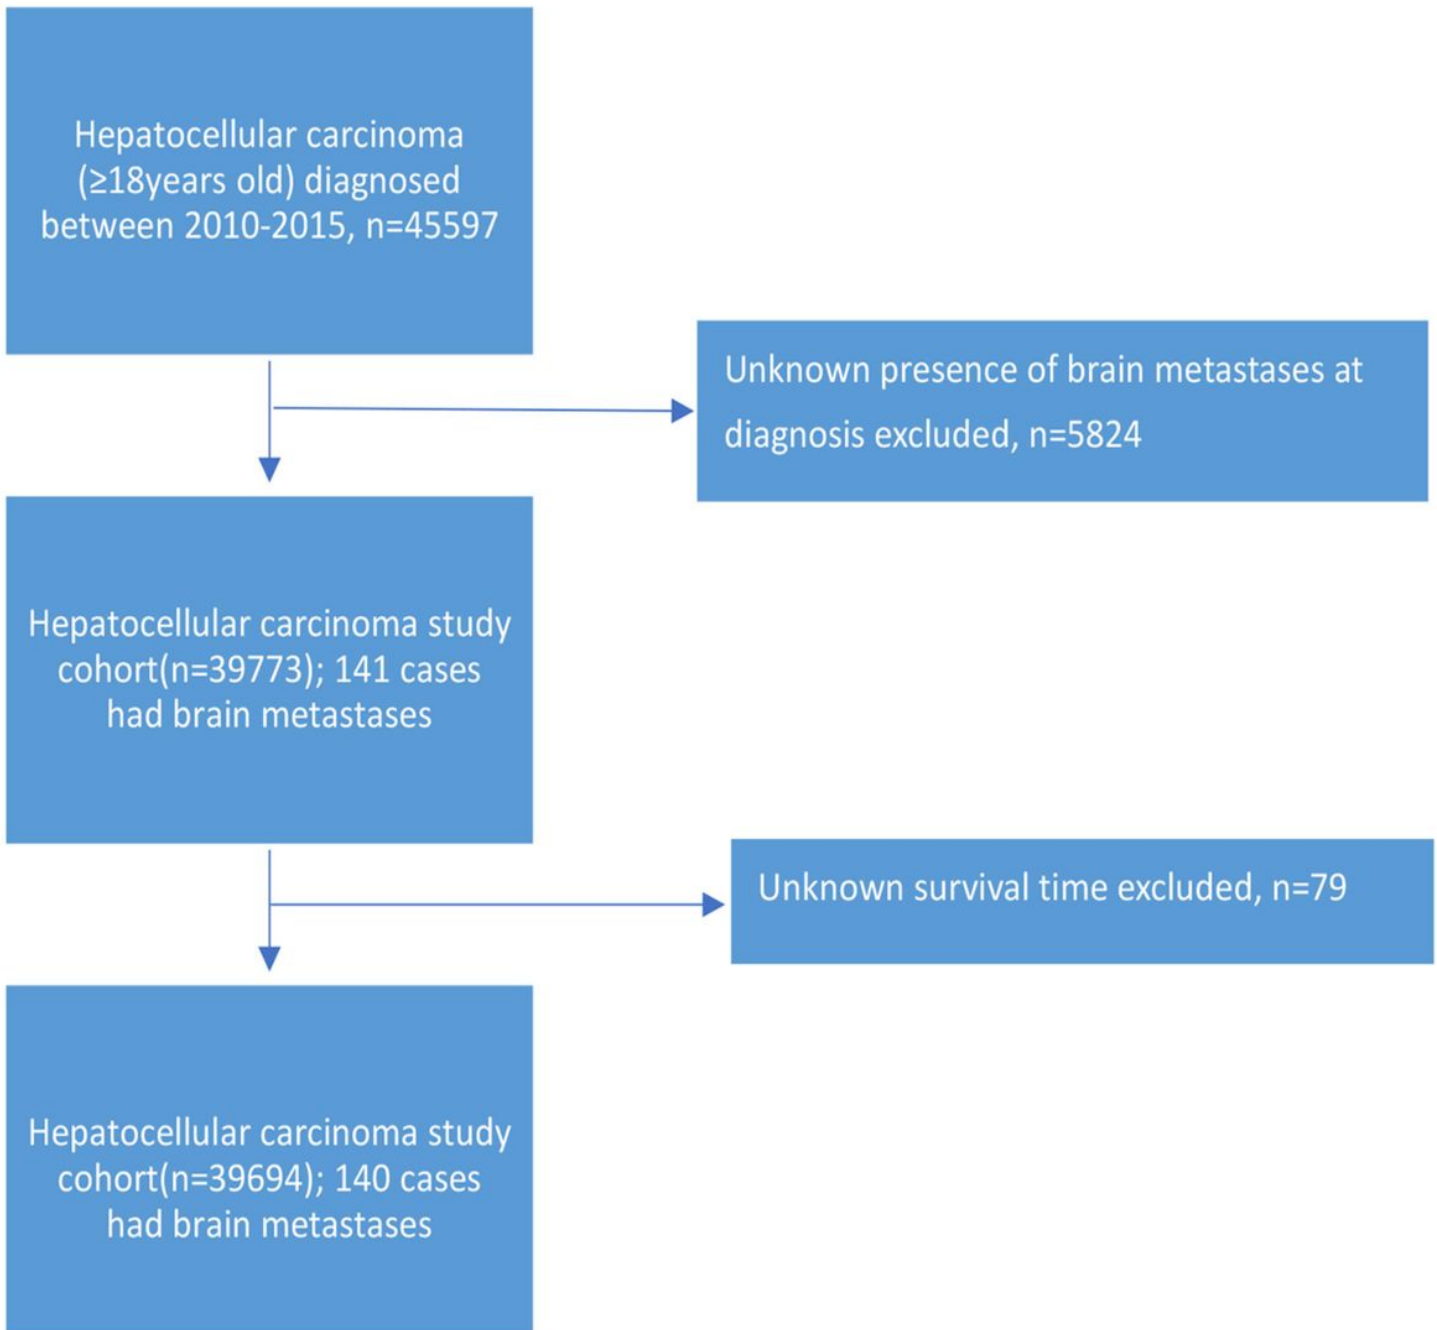 Hepatocellular carcinoma
(≥18years old) diagnosed
between 2010-2015, n=45597
Unknown presence of brain metastases at
diagnosis excluded, n=5824
Hepatocellular carcinoma study
cohort(n=39773); 141 cases
had brain metastases
Unknown survival time excluded, n=79
Hepatocellular carcinoma study
cohort(n=39694); 140 cases
had brain metastases